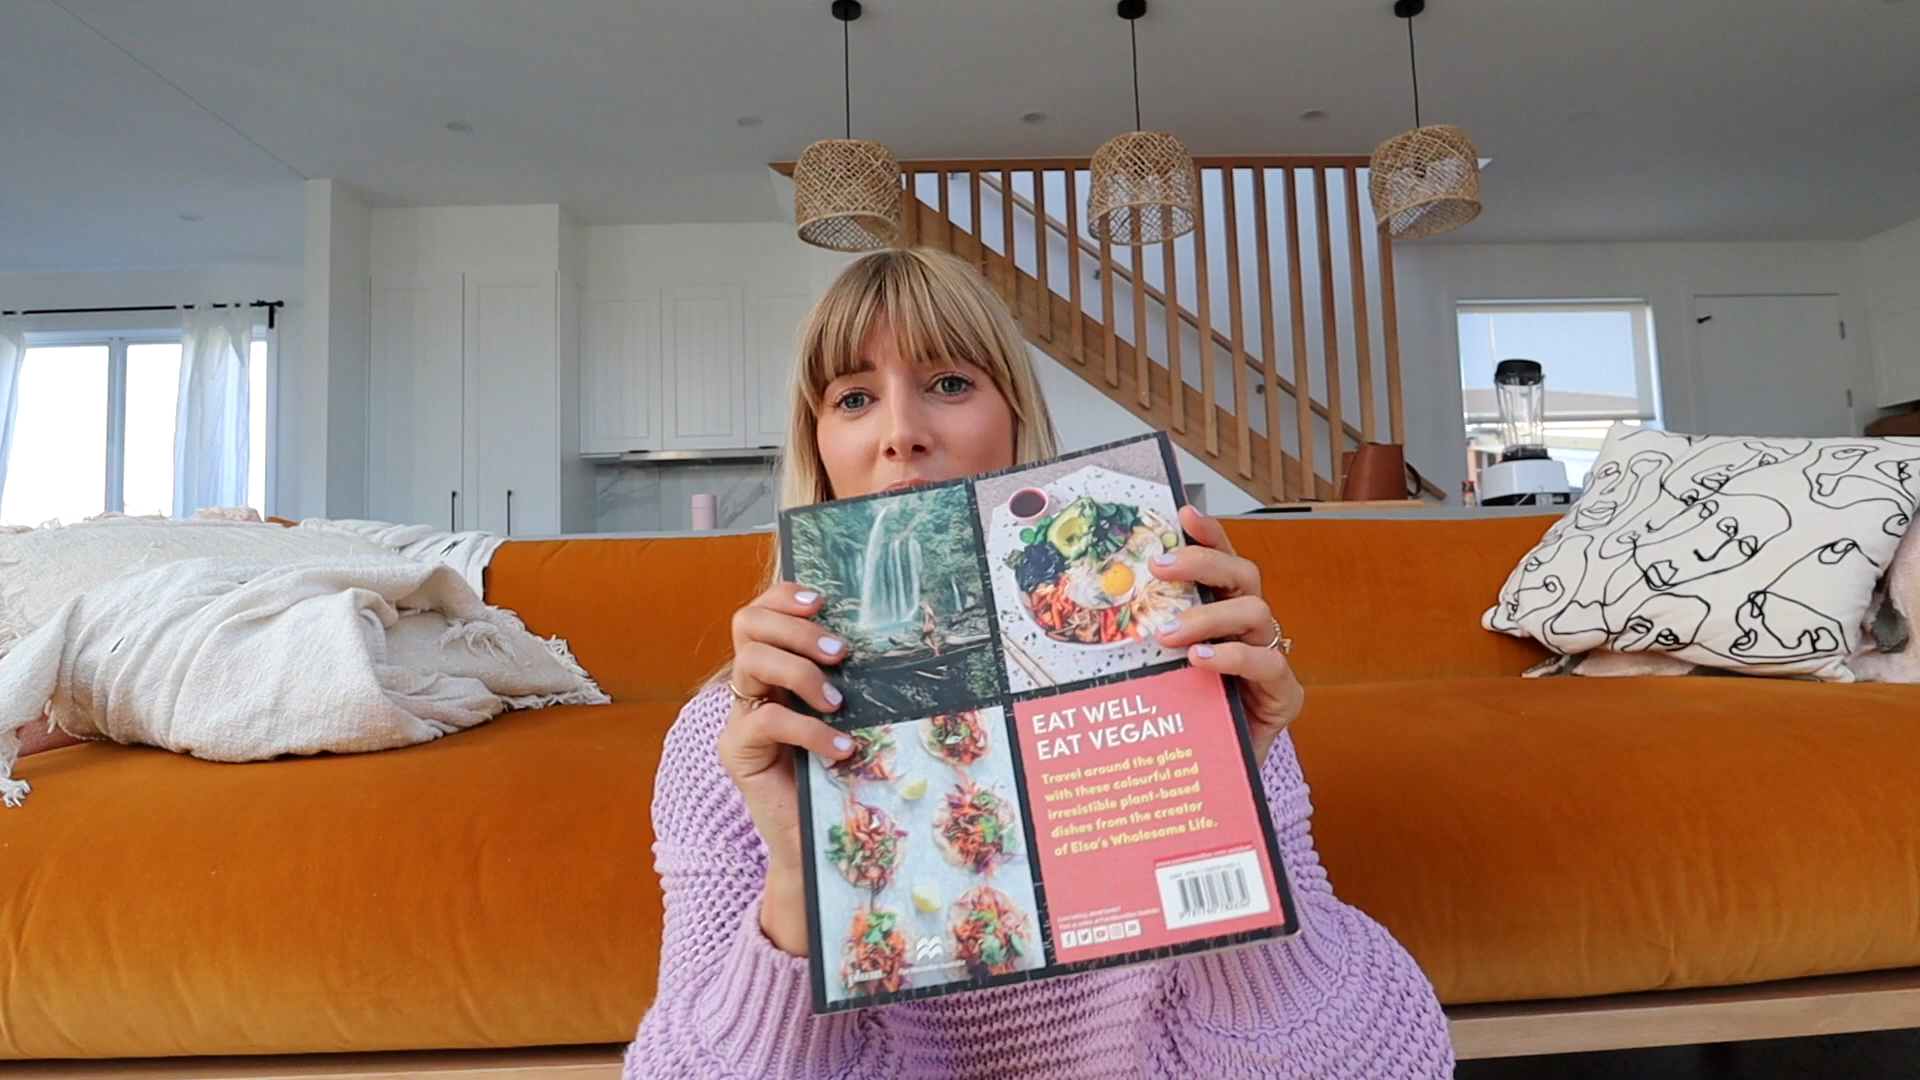 EAT WELL,
EAT VEGAN!
Travel around the globe
with these colourful and
irresistible plant-based
dishes from the creator
of Elsa's Wholesome Life.